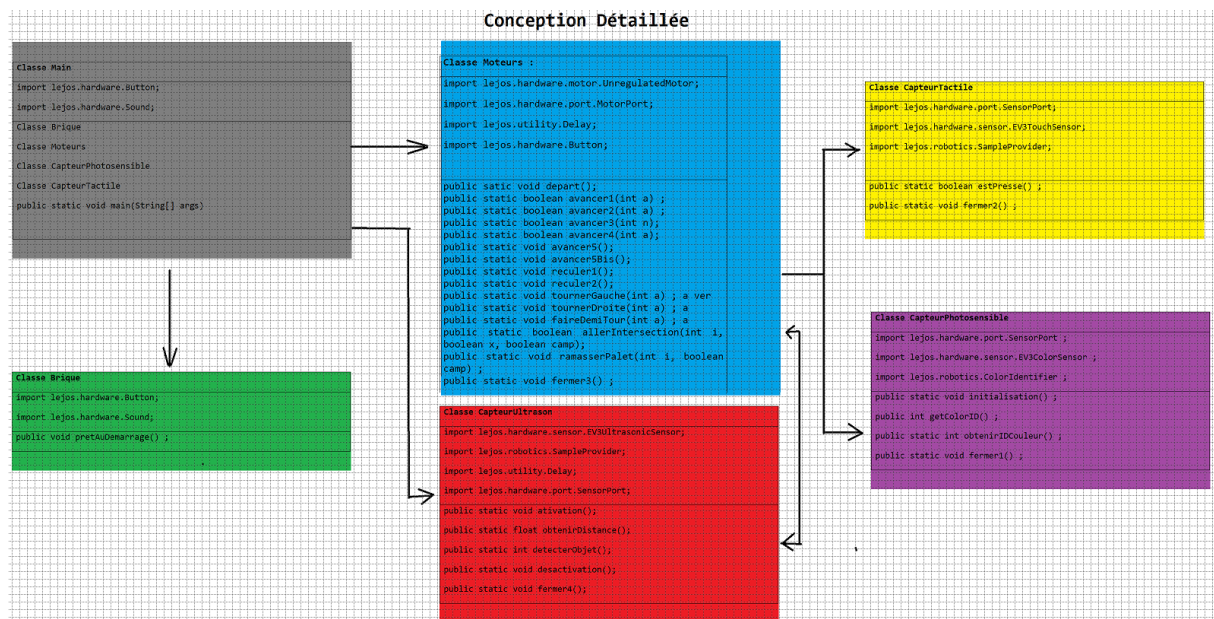 Conception Détaillée
Classe Main
import lejos.hardware.Button;
import lejos.hardware.Sound;
Classe Brique
Classe Moteurs
Classe CapteurPhotosensible
Classe CapteurTactile
public static void main(String[] args)
Classe Brique
import lejos.hardware.Button;
import lejos.hardware.Sound;
public void pretAuDemarrage() ;
Classe Moteurs :
import lejos.hardware.motor.UnregulatedMotor;
import lejos.hardware.port.MotorPort;
import lejos.utility.Delay;
import lejos.hardware.Button;
public satic void depart();
public static boolean avancer1(int a) ;
public static boolean avancer2(int a) ;
public static boolean avancer3(int n);
public static boolean avancer4(int a);
public static void avancer5();
public static void avancer5Bis();
public static void reculer1();
public static void reculer2();
public static void tournerGauche(int a) ; a ver
public static void tournerDroite(int a) ; a
public static void faireDemiTour(int a) ; a
public static boolean allerIntersection(int i,
boolean x, boolean camp);
public static void ramasserPalet(int i, boolean
camp) ;
public static void fermer3() ;
Classe CapteurUltrason
import lejos.hardware.sensor.EV3UltrasonicSensor;
import lejos.robotics.SampleProvider;
import lejos.utility.Delay;
import lejos.hardware.port.SensorPort;
public static void ativation();
public static float obtenirDistance();
public static int detecterObjet();
public static void desactivation();
public static void fermer4();
Classe CapteurTactile
import lejos.hardware.port.SensorPort;
import lejos.hardware.sensor.EV3TouchSensor;
import lejos.robotics.SampleProvider;
public static boolean estPresse() ;
public static void fermer2() ;
Classe CapteurPhotosensible
import lejos.hardware.port.SensorPort ;
import lejos.hardware.sensor.EV3ColorSensor ;
import lejos.robotics.ColorIdentifier ;
public static void initialisation() ;
public int getColorID() ;
public static int obtenirIDCouleur() ;
public static void fermer1() ;